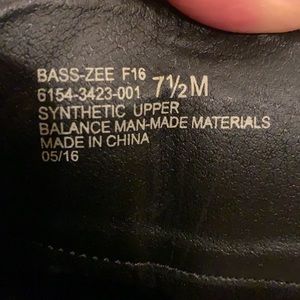 BASS-ZEE F16
6154-3423-001 7½M
SYNTHETIC UPPER
BALANCE MAN-MADE MATERIALS
MADE IN CHINA
05/16